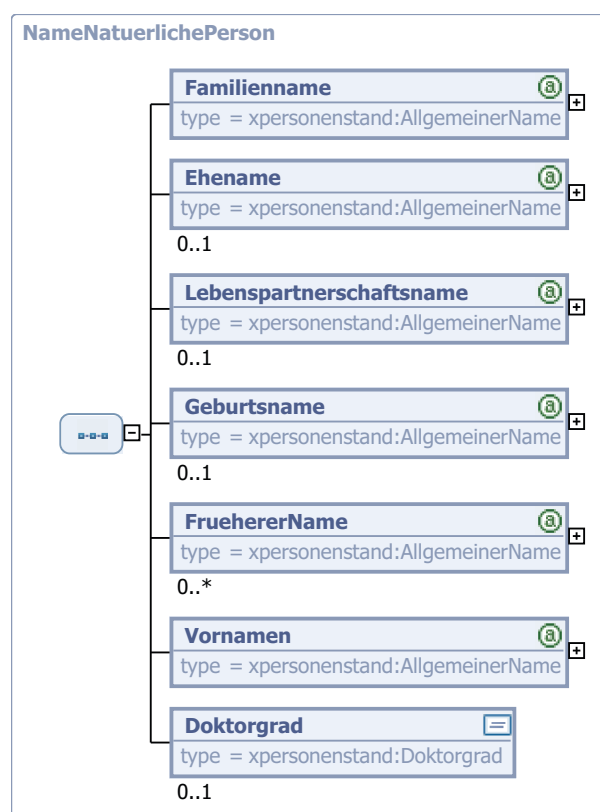 NameNatuerlichePerson
Familienname
type = xpersonenstand:AllgemeinerName
Ehename
type = xpersonenstand:AllgemeinerName
0..1
Lebenspartnerschaftsname
type = xpersonenstand:AllgemeinerName
0..1
Geburtsname
type = xpersonenstand:AllgemeinerName
0..1
FruehererName
type = xpersonenstand:AllgemeinerName
0..*
Vornamen
type = xpersonenstand:AllgemeinerName
Doktorgrad
type = xpersonenstand:Doktorgrad
0..1